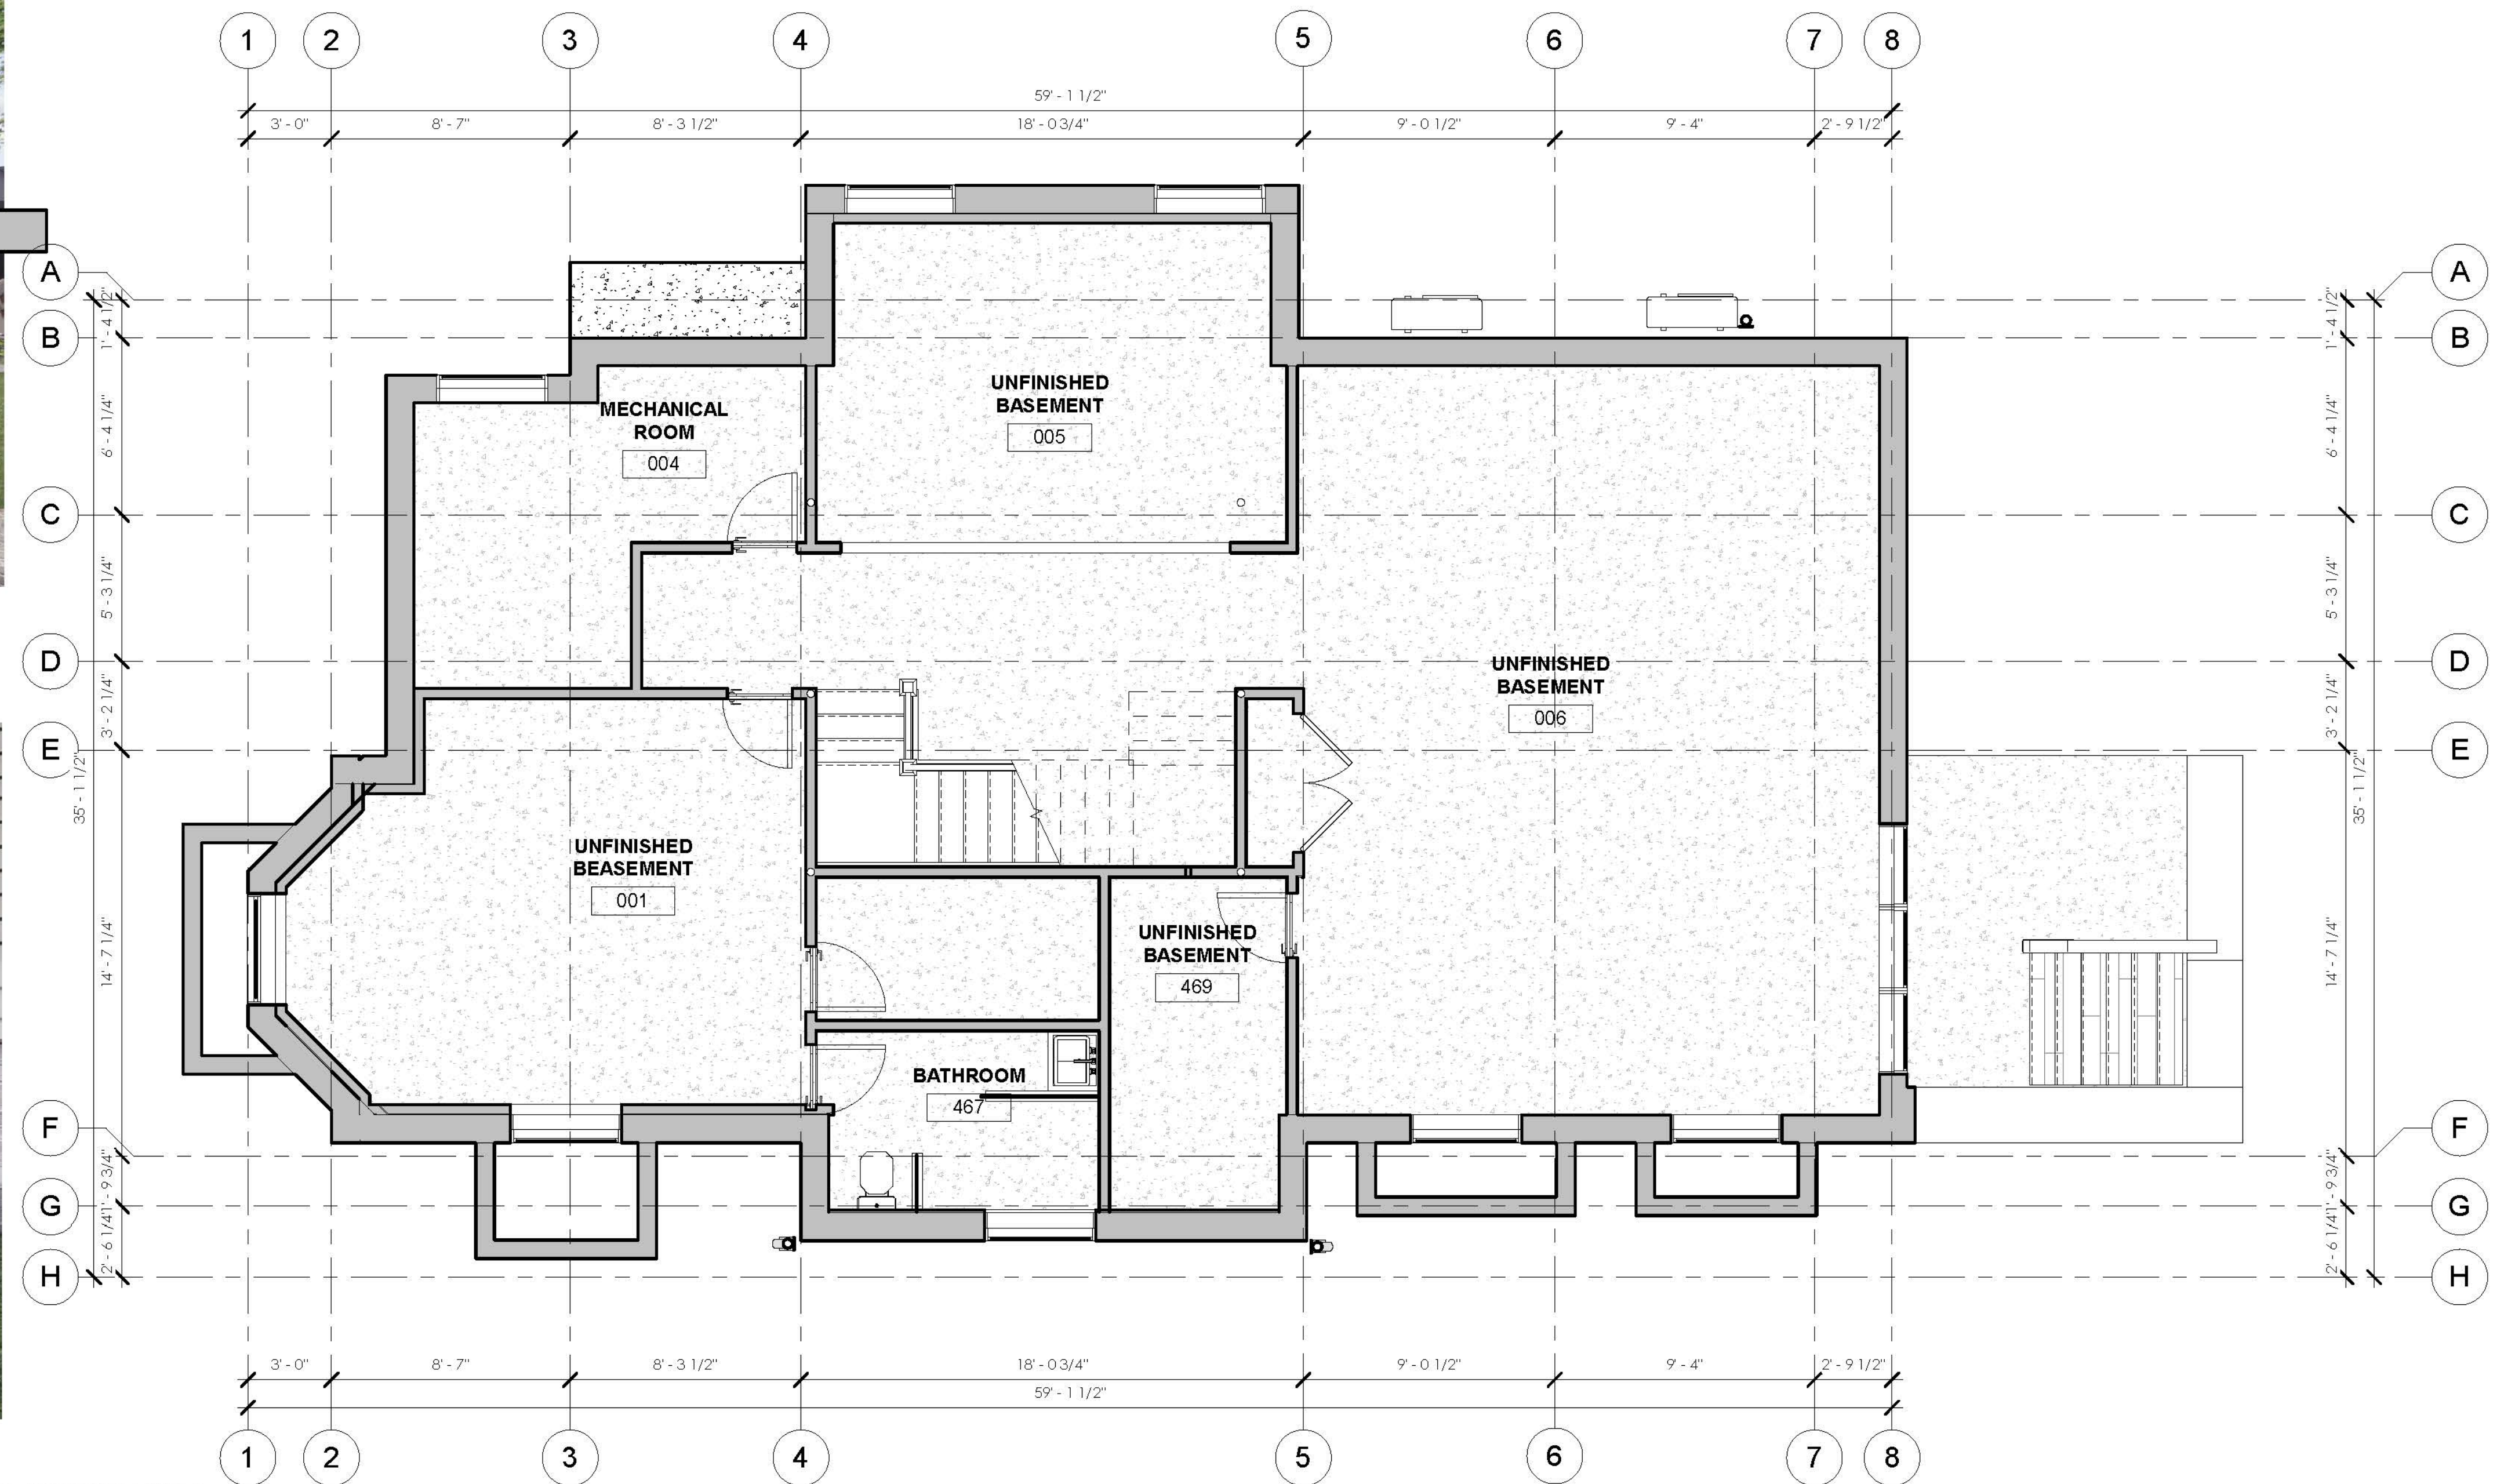 1 2 3 4 5 6 7 8
59' - 1 1/2"
3' - 0" 8' - 7" 8' - 3 1/2" 18' - 0 3/4" 9' - 0 1/2" 9' - 4" 2' - 9 1/2"
A A
1' - 4 1/2" 1' - 4 1/2"
B B
UNFINISHED
BASEMENT
005
MECHANICAL
ROOM
004
6' - 4 1/4" 6' - 4 1/4"
C C
5' - 3 1/4" 5' - 3 1/4"
D D
UNFINISHED
BASEMENT
006
3' - 2 1/4" 3' - 2 1/4"
E E
35' - 1 1/2" 35' - 1 1/2"
UNFINISHED
BEASEMENT
001
UNFINISHED
BASEMENT
469
14' - 7 1/4" 14' - 7 1/4"
BATHROOM
467
F F
1' - 9 3/4" 1' - 9 3/4"
G G
2' - 6 1/4" 2' - 6 1/4"
H H
3' - 0" 8' - 7" 8' - 3 1/2" 18' - 0 3/4" 9' - 0 1/2" 9' - 4" 2' - 9 1/2"
59' - 1 1/2"
1 2 3 4 5 6 7 8